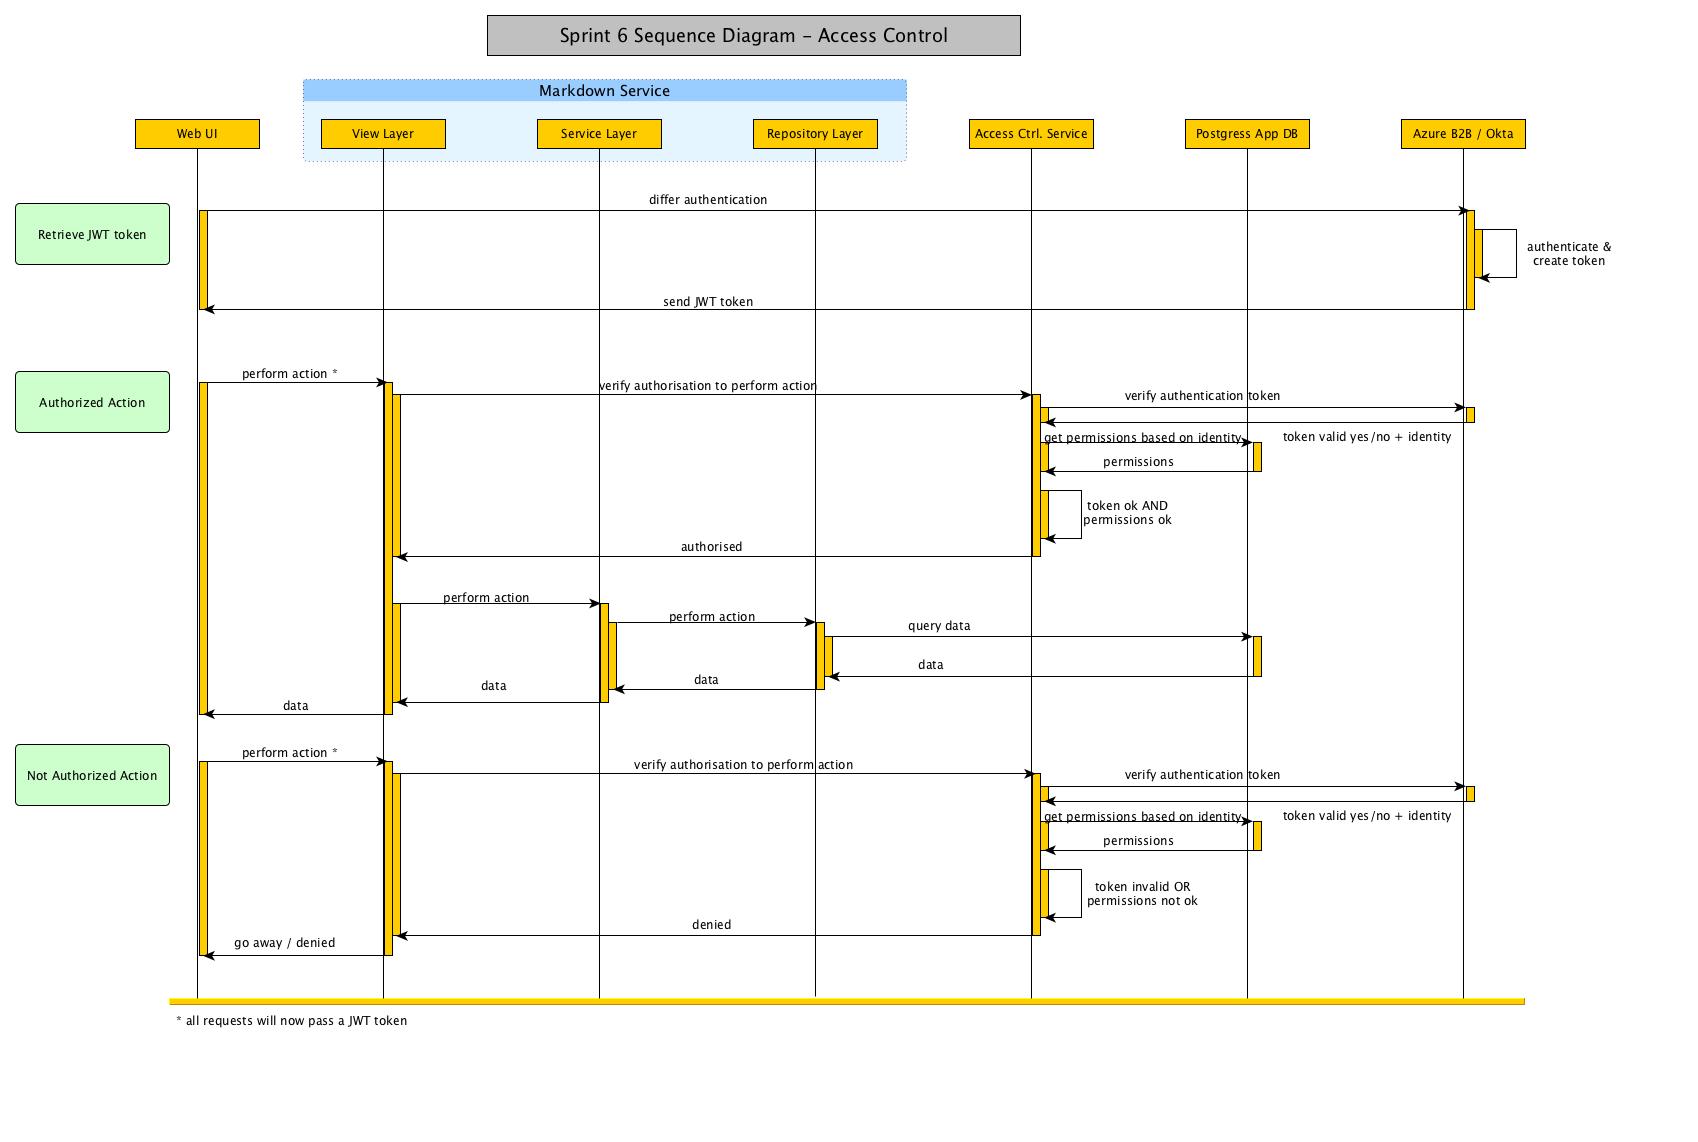 Sprint 6 Sequence Diagram – Access Control
Markdown Service
Web UI
View Layer
Service Layer
Repository Layer
Access Ctrl. Service
Postgress App DB
Azure B2B / Okta
differ authentication
Retrieve JWT token
authenticate &
create token
send JWT token
perform action *
verify authorisation to perform action
verify authentication token
Authorized Action
get permissions based on identity
token valid yes/no + identity
permissions
token ok AND
permissions ok
authorised
perform action
perform action
query data
data
data
data
data
perform action *
verify authorisation to perform action
verify authentication token
Not Authorized Action
get permissions based on identity
token valid yes/no + identity
permissions
token invalid OR
permissions not ok
denied
go away / denied
* all requests will now pass a JWT token